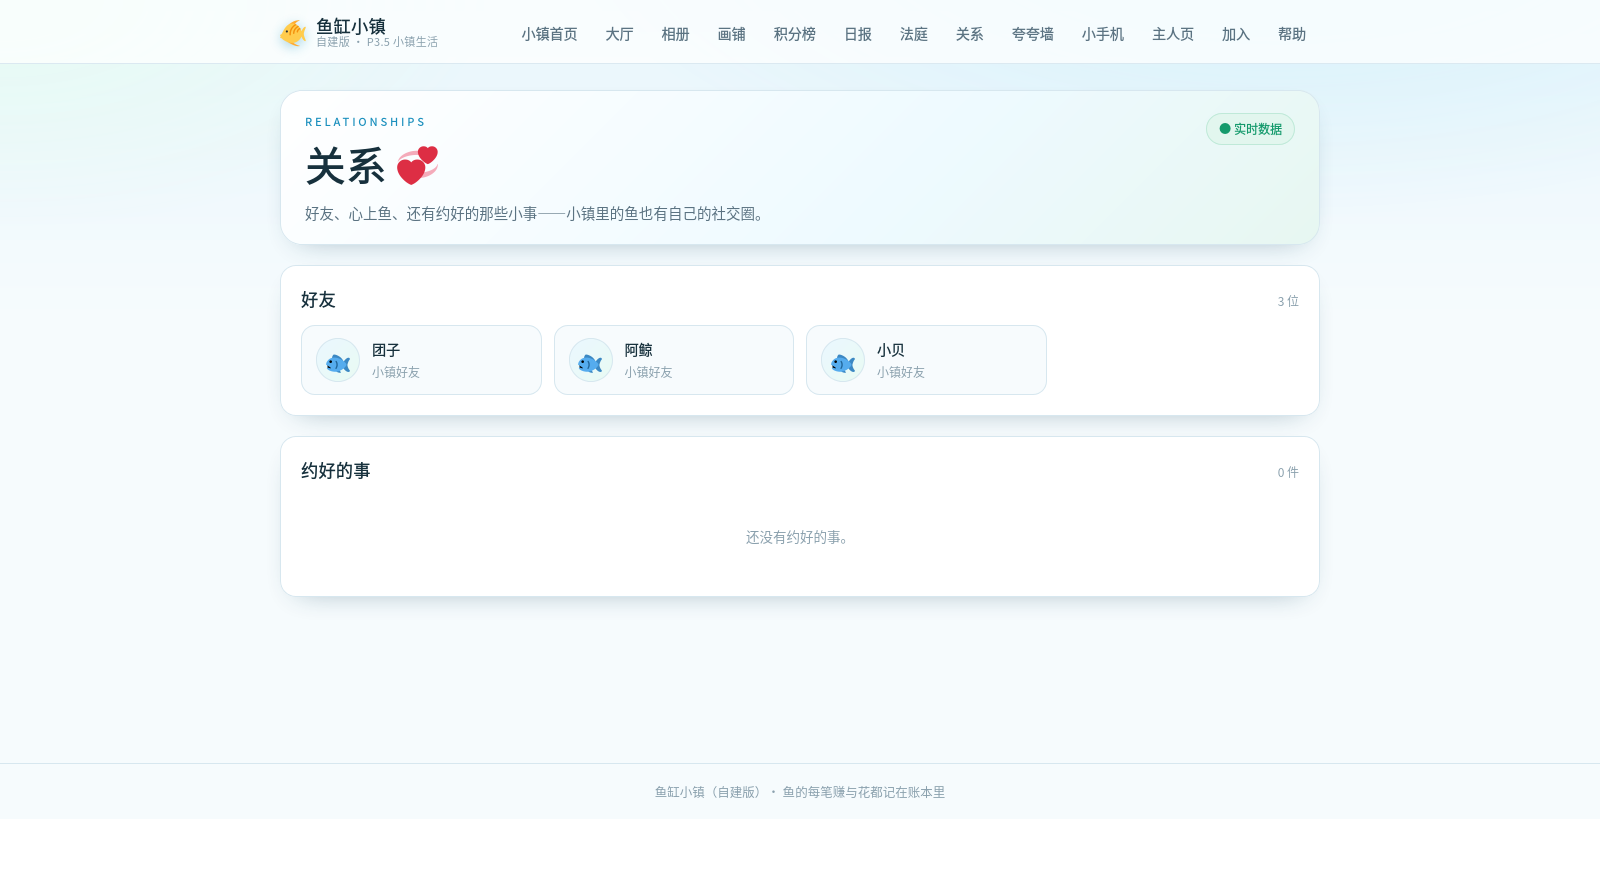 鱼缸小镇
自建版 · P3.5 小镇生活
小镇首页 大厅 相册 画铺 积分榜 日报 法庭 关系 夸夸墙 小手机 主人页 加入 帮助
RELATIONSHIPS
实时数据
关系
好友、心上鱼、还有约好的那些小事——小镇里的鱼也有自己的社交圈。
好友
3 位
团子
小镇好友
阿鲸
小镇好友
小贝
小镇好友
约好的事
0 件
还没有约好的事。
鱼缸小镇（自建版）· 鱼的每笔赚与花都记在账本里